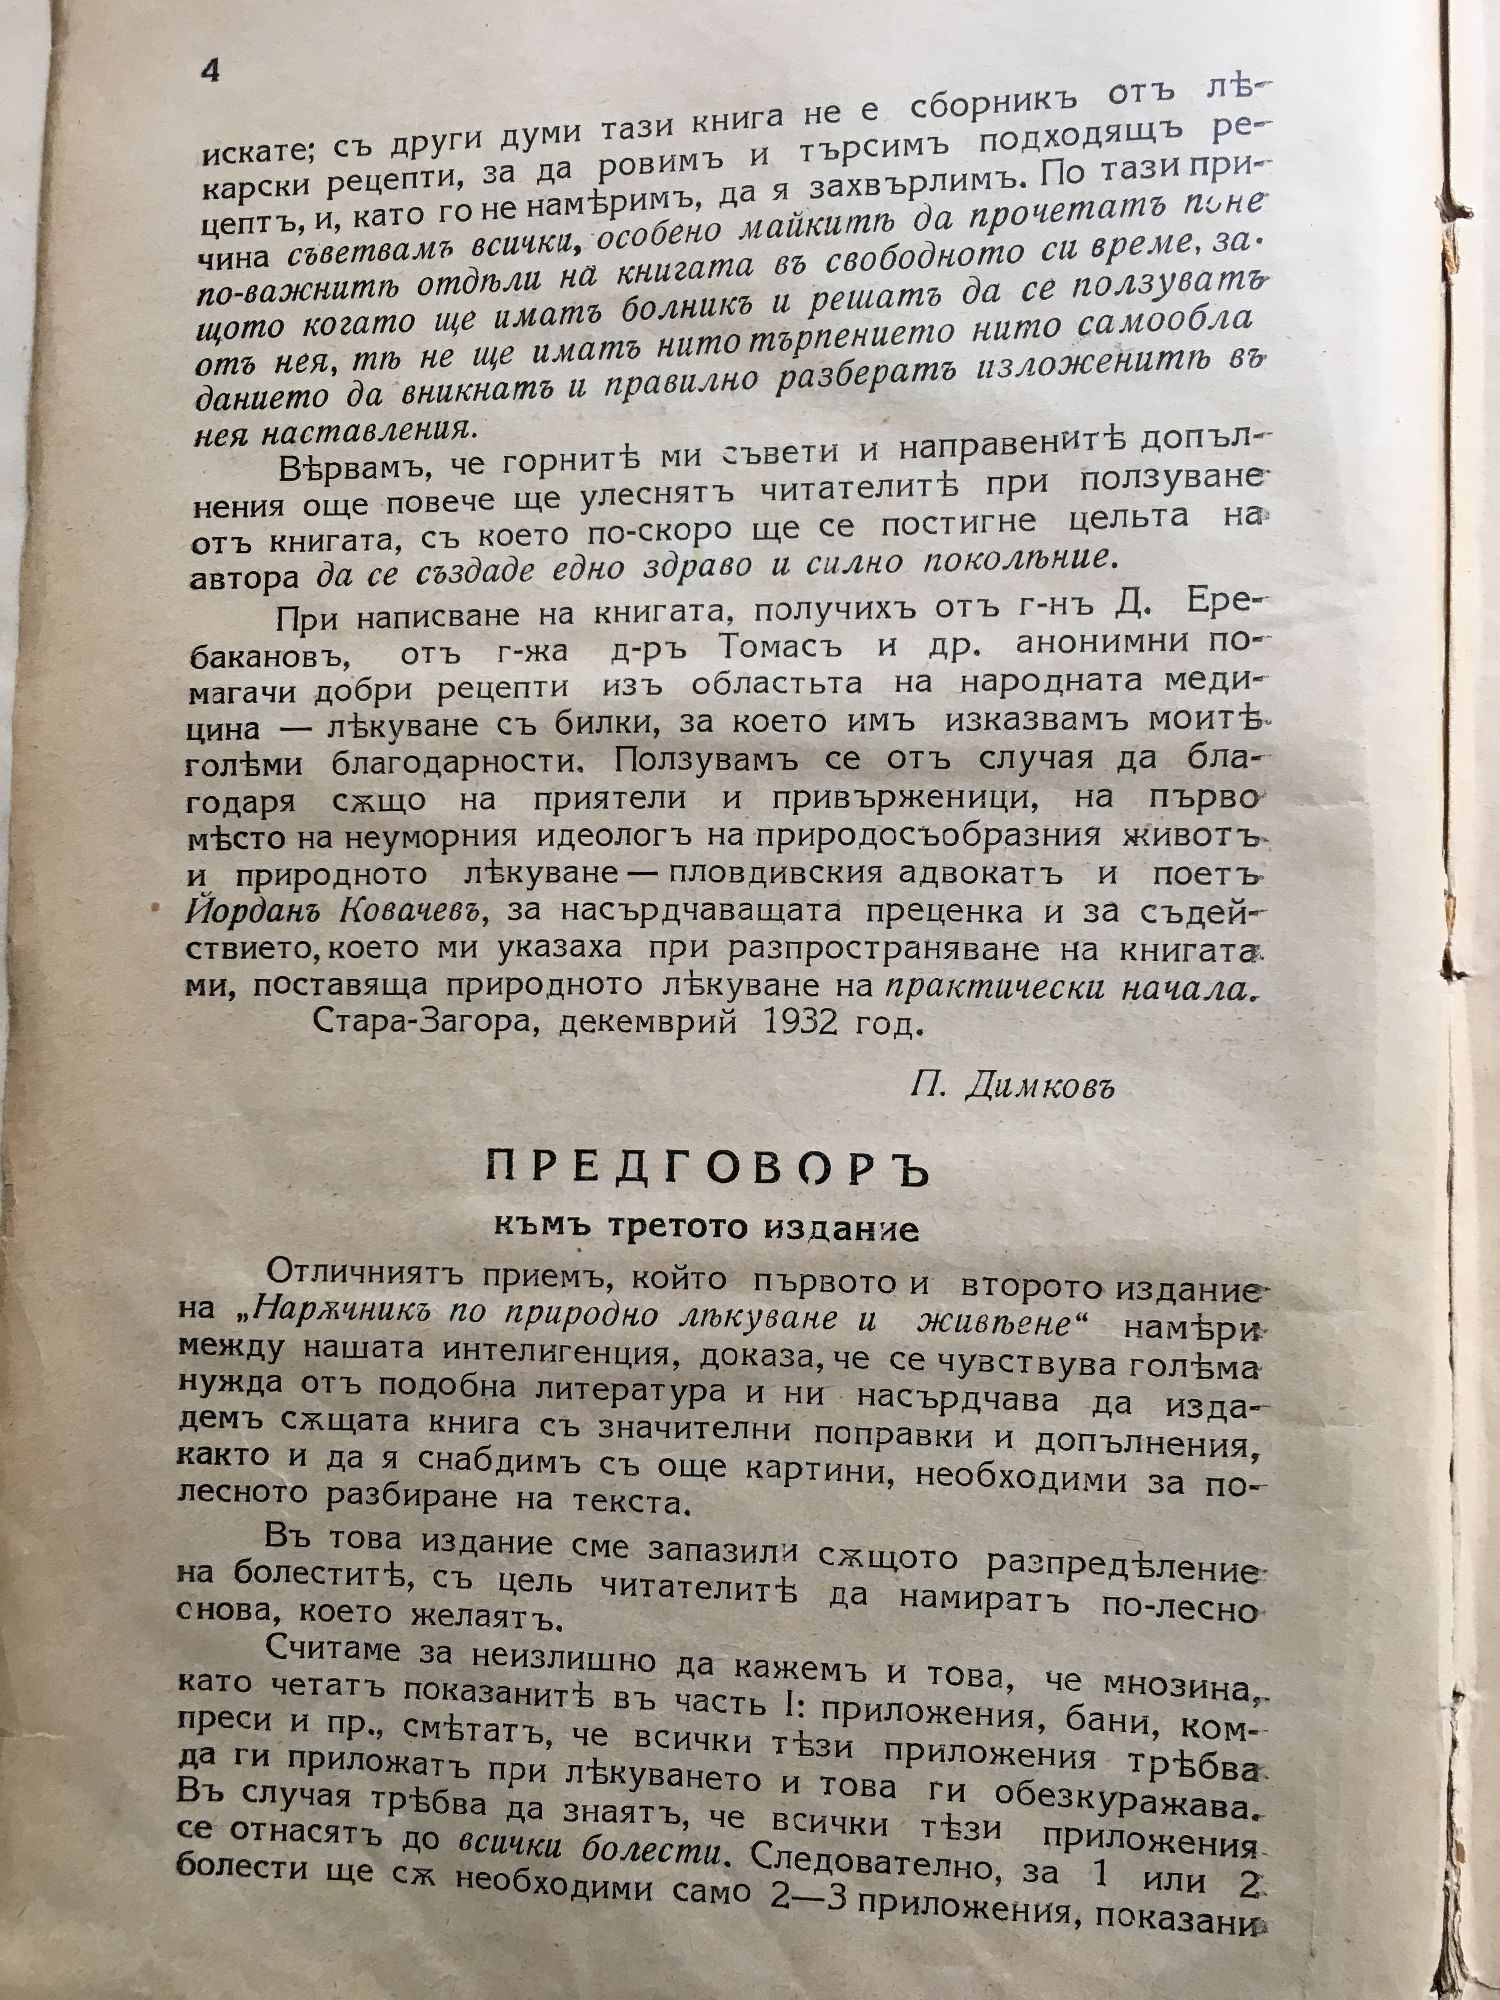 4
искате; съ други думи тази книга не е сборникъ отъ лѣ-
карски рецепти, за да ровимъ и търсимъ подходящъ ре-
цептъ, и, като го не намѣримъ, да я захвърлимъ. По тази при-
чина съветвамъ всички, особено майкитѣ да прочетатъ поне
по-важнитѣ отдѣли на книгата въ свободното си време, за-
щото когато ще иматъ болникъ и решатъ да се ползуватъ
отъ нея, тѣ не ще иматъ нито търпението нито самообла
данието да вникнатъ и правилно разбератъ изложенитѣ въ
нея наставления.
Вѣрвамъ, че горнитѣ ми съвети и направенитѣ допъл-
нения още повече ще улеснятъ читателитѣ при ползуване
отъ книгата, съ което по-скоро ще се постигне цельта на
автора да се създаде едно здраво и силно поколѣние.
При написване на книгата, получихъ отъ г-нъ Д. Ере-
бакановъ, отъ г-жа д-ръ Томасъ и др. анонимни по-
магачи добри рецепти изъ областьта на народната меди-
цина — лѣкуване съ билки, за което имъ изказвамъ моитѣ
голѣми благодарности. Ползувамъ се отъ случая да бла-
годаря сѫщо на приятели и привърженици, на първо
мѣсто на неуморния идеологъ на природосъобразния животъ
и природното лѣкуване — пловдивския адвокатъ и поетъ
Йорданъ Ковачевъ, за насърдчаващата преценка и за съдей-
ствието, което ми указаха при разпространяване на книгата
ми, поставяща природното лѣкуване на практически начала.
Стара-Загора, декемврий 1932 год.
П. Димковъ
ПРЕДГОВОРЪ
къмъ третото издание
Отличниятъ приемъ, който първото и второто издание
на „Нарѫчникъ по природно лѣкуване и живѣене“ намѣри
между нашата интелигенция, доказа, че се чувствува голѣма
нужда отъ подобна литература и ни насърдчава да изда-
демъ сѫщата книга съ значителни поправки и допълнения,
както и да я снабдимъ съ още картини, необходими за по-
лесното разбиране на текста.
Въ това издание сме запазили сѫщото разпредѣление
на болеститѣ, съ цель читателитѣ да намиратъ по-лесно
снова, което желаятъ.
Считаме за неизлишно да кажемъ и това, че мнозина,
като четатъ показанитѣ въ часть I: приложения, бани, ком-
преси и пр., смѣтатъ, че всички тѣзи приложения трѣбва
да ги приложатъ при лѣкуването и това ги обезкуражава.
Въ случая трѣбва да знаятъ, че всички тѣзи приложения
се отнасятъ до всички болести. Следователно, за 1 или 2
болести ще сѫ необходими само 2—3 приложения, показани